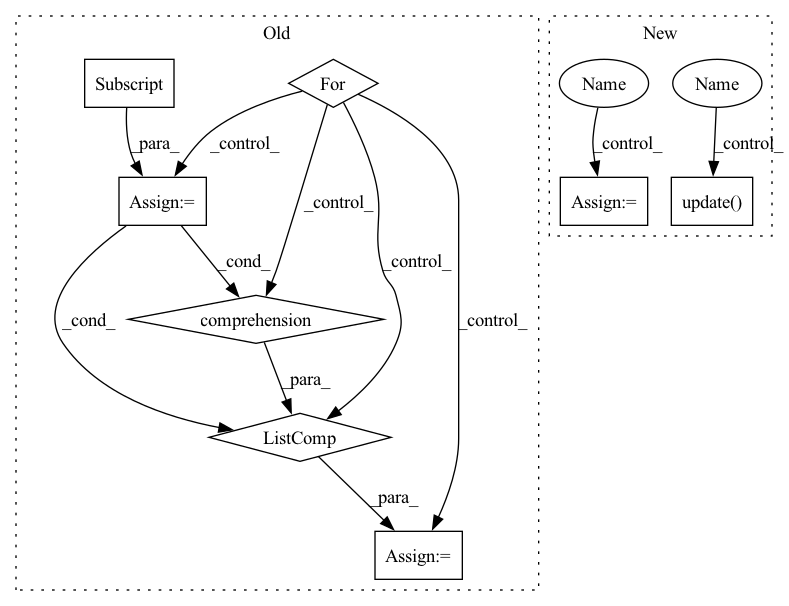 Old
New
Subscript
For
Name
Name
_para_
_control_
_control_
_control_
Assign:=
_control_
Assign:=
update()
_cond_
_control_
_cond_
comprehension
_control_
_para_
ListComp
_para_
Assign:=